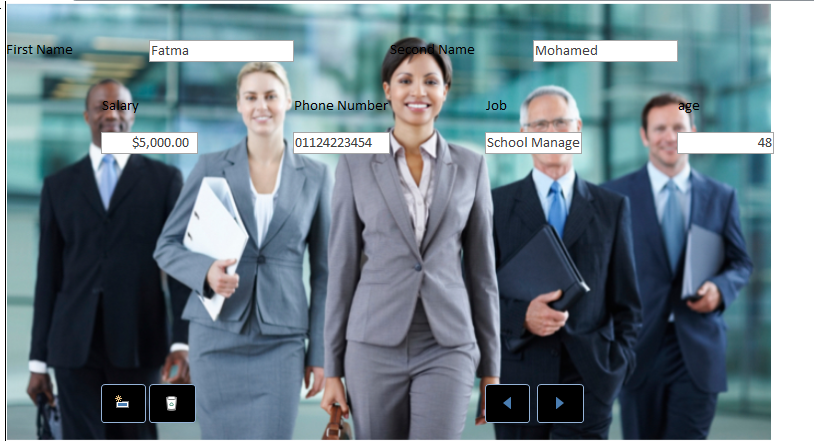 First Name Fatma Second Name Mohamed
Salary Phone Number Job age
$5,000.00 01124223454 School Manage 48